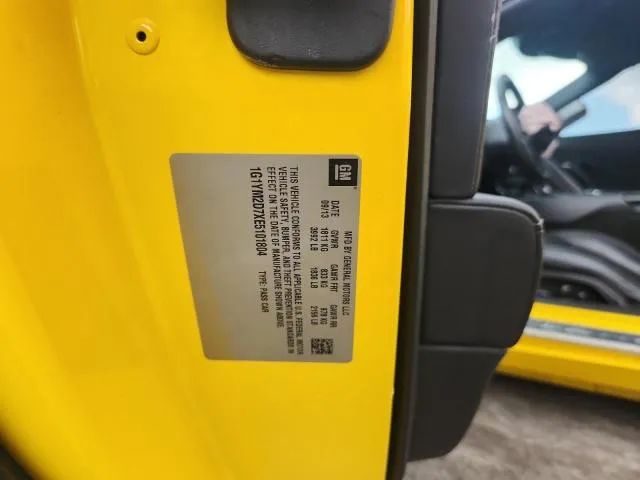 GM
MFD BY GENERAL MOTORS LLC
DATE GVWR GAWR FRT GAWR RR
09/13 1811 KG 833 KG 978 KG
3992 LB 1836 LB 2156 LB
THIS VEHICLE CONFORMS TO ALL APPLICABLE U.S. FEDERAL MOTOR
VEHICLE SAFETY, BUMPER, AND THEFT PREVENTION STANDARDS IN
EFFECT ON THE DATE OF MANUFACTURE SHOWN ABOVE.
1G1YM2D7XE5101804 TYPE: PASS CAR